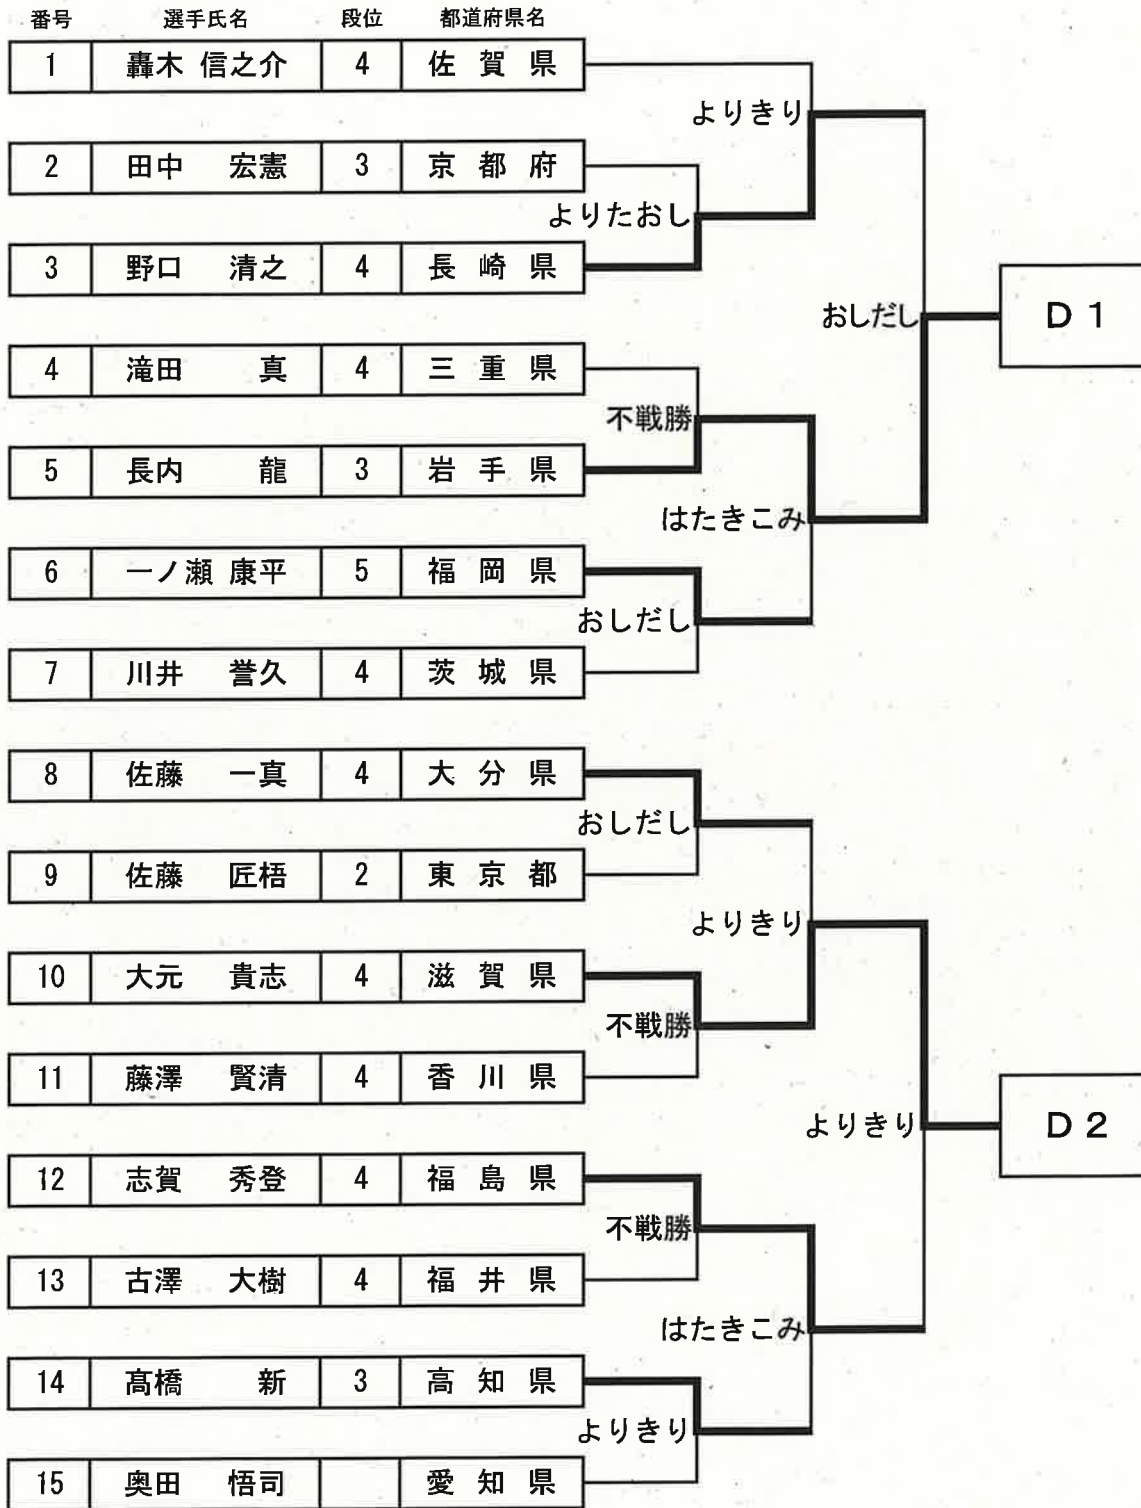 番号 選手氏名 段位 都道府県名
1 轟木 信之介 4 佐賀県
よりきり
2 田中 宏憲 3 京都府
よりたおし
3 野口 清之 4 長崎県
おしだし D1
4 滝田 真 4 三重県
不戦勝
5 長内 龍 3 岩手県
はたきこみ
6 一ノ瀬 康平 5 福岡県
おしだし
7 川井 誉久 4 茨城県
8 佐藤 一真 4 大分県
おしだし
9 佐藤 匠梧 2 東京都
よりきり
10 大元 貴志 4 滋賀県
不戦勝
11 藤澤 賢清 4 香川県
よりきり D2
12 志賀 秀登 4 福島県
不戦勝
13 古澤 大樹 4 福井県
はたきこみ
14 髙橋 新 3 高知県
よりきり
15 奥田 悟司 愛知県